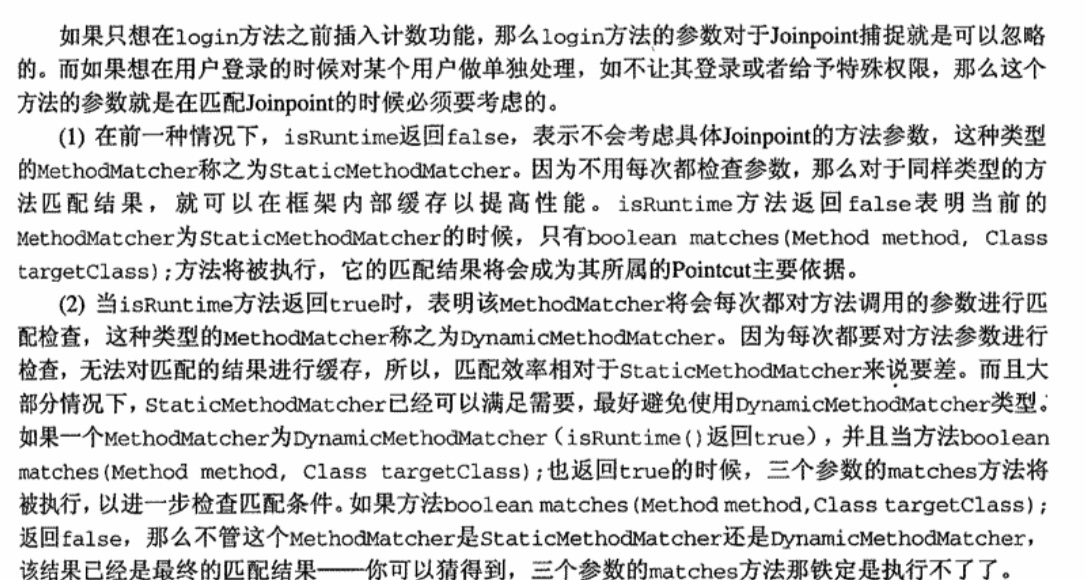 如果只想在login方法之前插入计数功能，那么login方法的参数对于Joinpoint捕捉就是可以忽略
的。而如果想在用户登录的时候对某个用户做单独处理，如不让其登录或者给予特殊权限，那么这个
方法的参数就是在匹配Joinpoint的时候必须要考虑的。
(1) 在前一种情况下，isRuntime返回false，表示不会考虑具体Joinpoint的方法参数，这种类型
的MethodMatcher称之为StaticMethodMatcher。因为不用每次都检查参数，那么对于同样类型的方
法匹配结果，就可以在框架内部缓存以提高性能。isRuntime方法返回false表明当前的
MethodMatcher为StaticMethodMatcher的时候，只有boolean matches(Method method, Class
targetClass);方法将被执行，它的匹配结果将会成为其所属的Pointcut主要依据。
(2) 当isRuntime方法返回true时，表明该MethodMatcher将会每次都对方法调用的参数进行匹
配检查，这种类型的MethodMatcher称之为DynamicMethodMatcher。因为每次都要对方法参数进行
检查，无法对匹配的结果进行缓存，所以，匹配效率相对于StaticMethodMatcher来说要差。而且大
部分情况下，StaticMethodMatcher已经可以满足需要，最好避免使用DynamicMethodMatcher类型。
如果一个MethodMatcher为DynamicMethodMatcher（isRuntime()返回true），并且当方法boolean
matches(Method method, Class targetClass);也返回true的时候，三个参数的matches方法将
被执行，以进一步检查匹配条件。如果方法boolean matches(Method method,Class targetClass);
返回false，那么不管这个MethodMatcher是StaticMethodMatcher还是DynamicMethodMatcher，
该结果已经是最终的匹配结果——你可以猜得到，三个参数的matches方法那铁定是执行不了了。